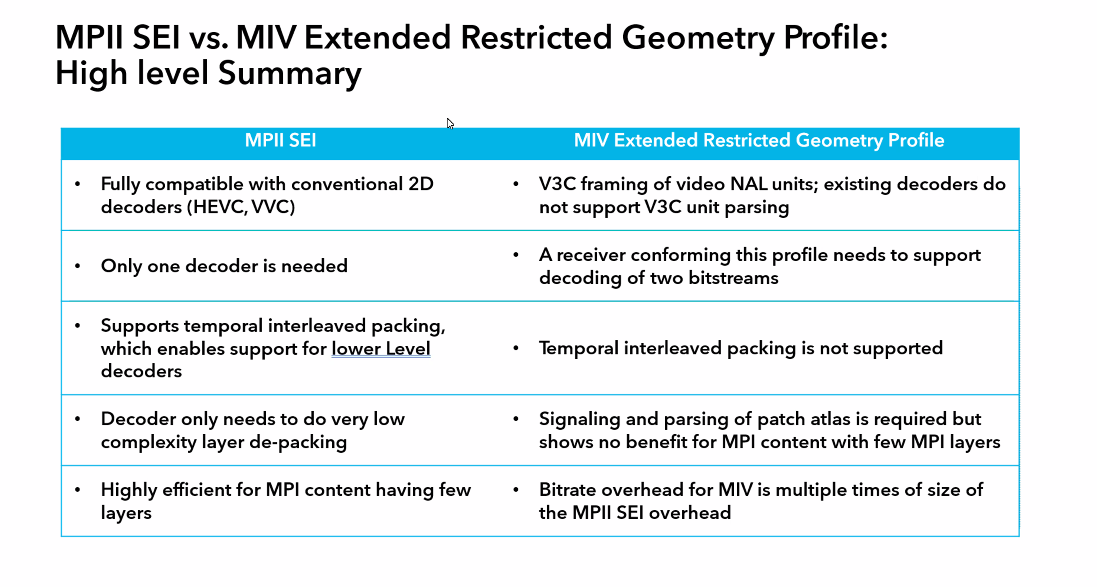 MPII SEI vs. MIV Extended Restricted Geometry Profile:
High level Summary
MPII SEI
MIV Extended Restricted Geometry Profile
• Fully compatible with conventional 2D
decoders (HEVC, VVC)
• V3C framing of video NAL units; existing decoders do
not support V3C unit parsing
• Only one decoder is needed
• A receiver conforming this profile needs to support
decoding of two bitstreams
• Supports temporal interleaved packing,
which enables support for lower Level
decoders
• Temporal interleaved packing is not supported
• Decoder only needs to do very low
complexity layer de-packing
• Signaling and parsing of patch atlas is required but
shows no benefit for MPI content with few MPI layers
• Highly efficient for MPI content having few
layers
• Bitrate overhead for MIV is multiple times of size of
the MPII SEI overhead